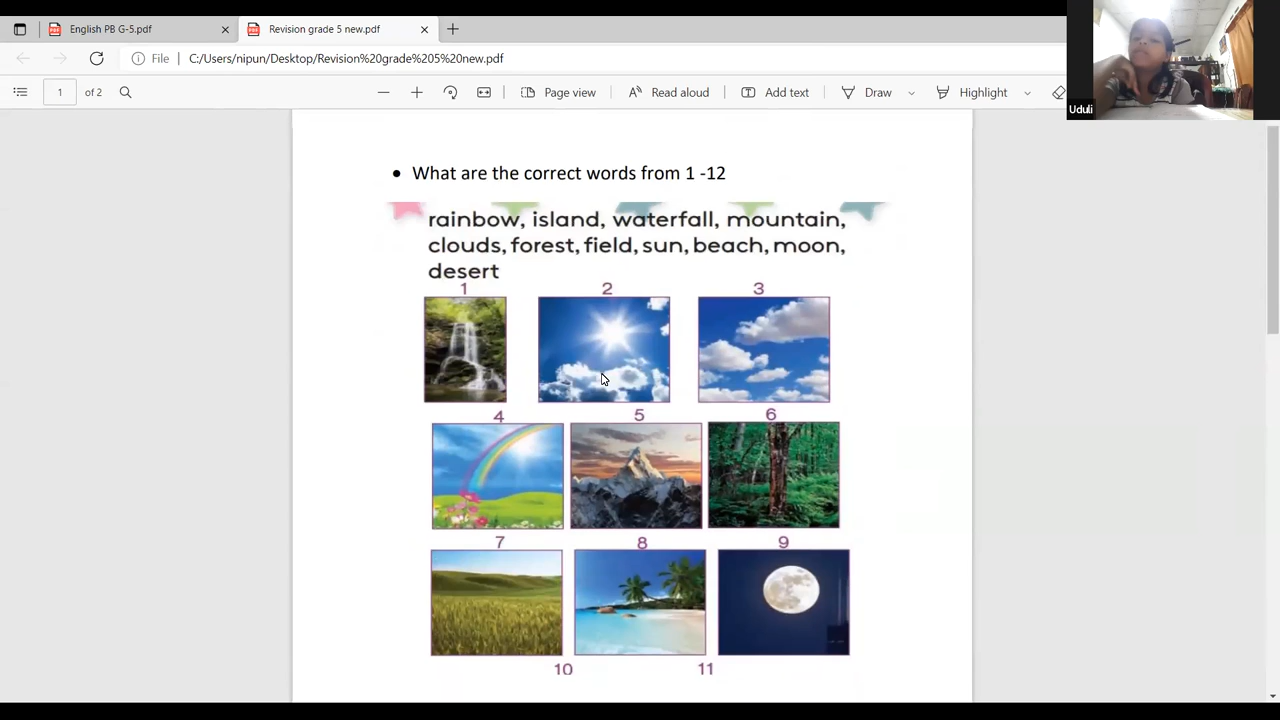 English PB G-5.pdf
Revision grade 5 new.pdf
File C:/Users/nipun/Desktop/Revision%20grade%205%20new.pdf
1 of 2
Page view
Read aloud
Add text
Draw
Highlight
Uduli
• What are the correct words from 1 -12
rainbow, island, waterfall, mountain,
clouds, forest, field, sun, beach, moon,
desert
1 2 3
4 5 6
7 8 9
10 11